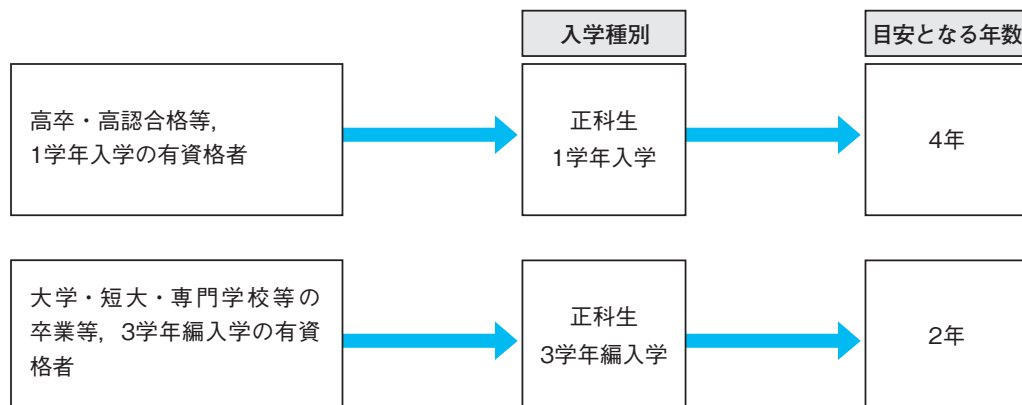 入学種別
目安となる年数
高卒・高認合格等，
1学年入学の有資格者
正科生
1学年入学
4年
大学・短大・専門学校等の
卒業等，3学年編入学の有資
格者
正科生
3学年編入学
2年